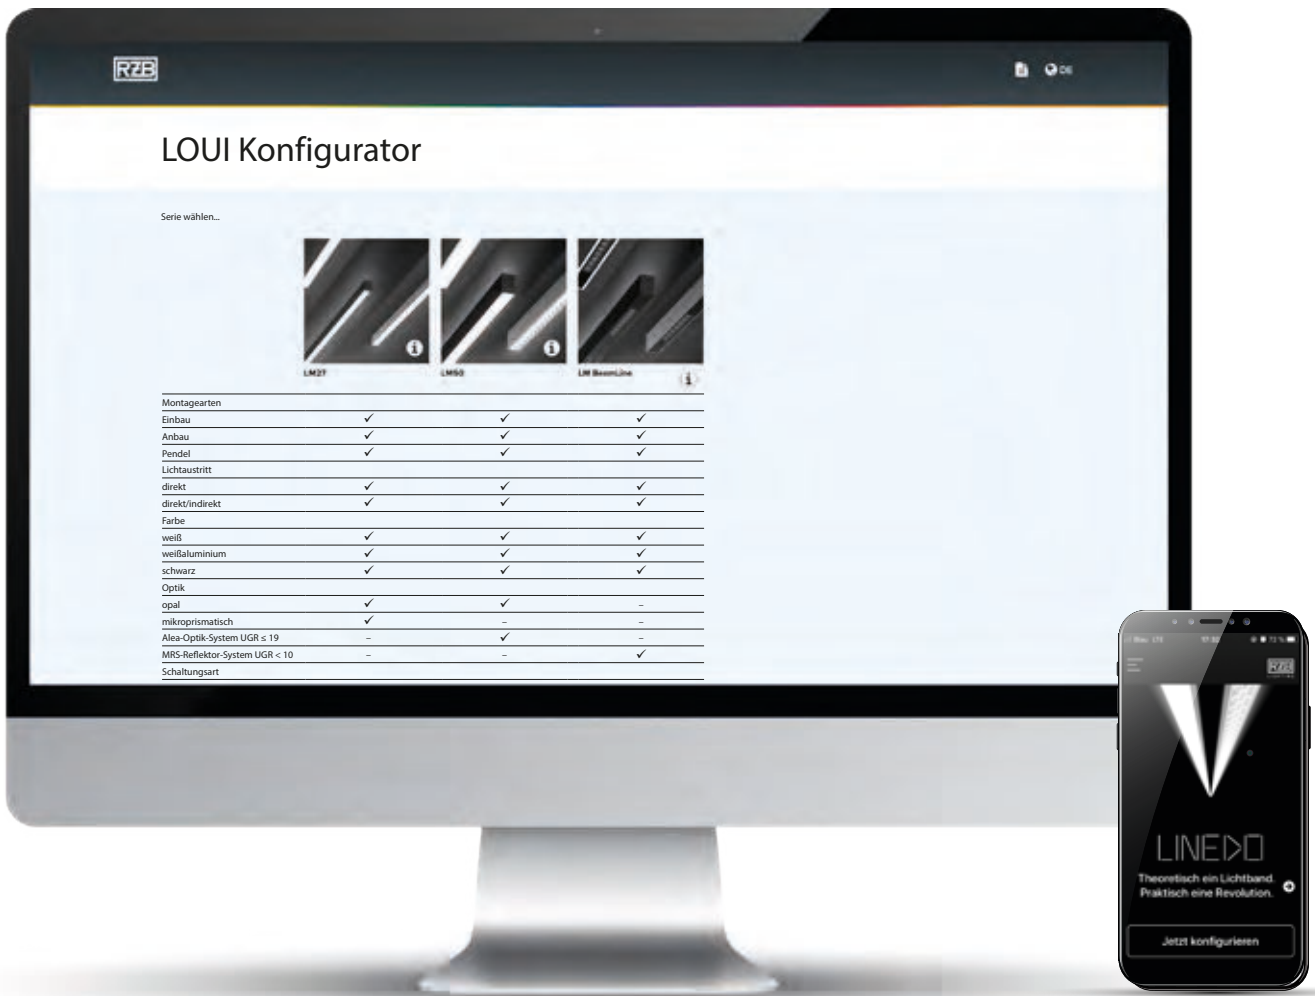 RZB
DE
LOUI Konfigurator
Serie wählen...
LM27 LM50 LM BeamLine
Montagearten
Einbau ✓ ✓ ✓
Anbau ✓ ✓ ✓
Pendel ✓ ✓ ✓
Lichtaustritt
direkt ✓ ✓ ✓
direkt/indirekt ✓ ✓ ✓
Farbe
weiß ✓ ✓ ✓
weißaluminium ✓ ✓ ✓
schwarz ✓ ✓ ✓
Optik
opal ✓ ✓ –
mikroprismatisch ✓ – –
Alea-Optik-System UGR ≤ 19 – ✓ –
MRS-Reflektor-System UGR < 10 – – ✓
Schaltungsart
LTE 72 %
RZB
LINEDO
Theoretisch ein Lichtband.
Praktisch eine Revolution.
Jetzt konfigurieren